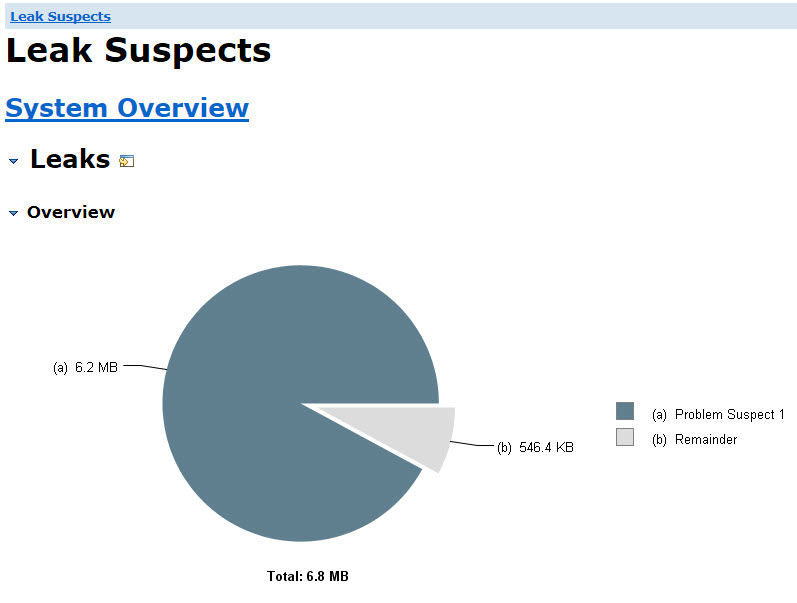 Leak Suspects
Leak Suspects
System Overview
Leaks
Overview
(a) 6.2 MB
(a) Problem Suspect 1
(b) Remainder
(b) 546.4 KB
Total: 6.8 MB